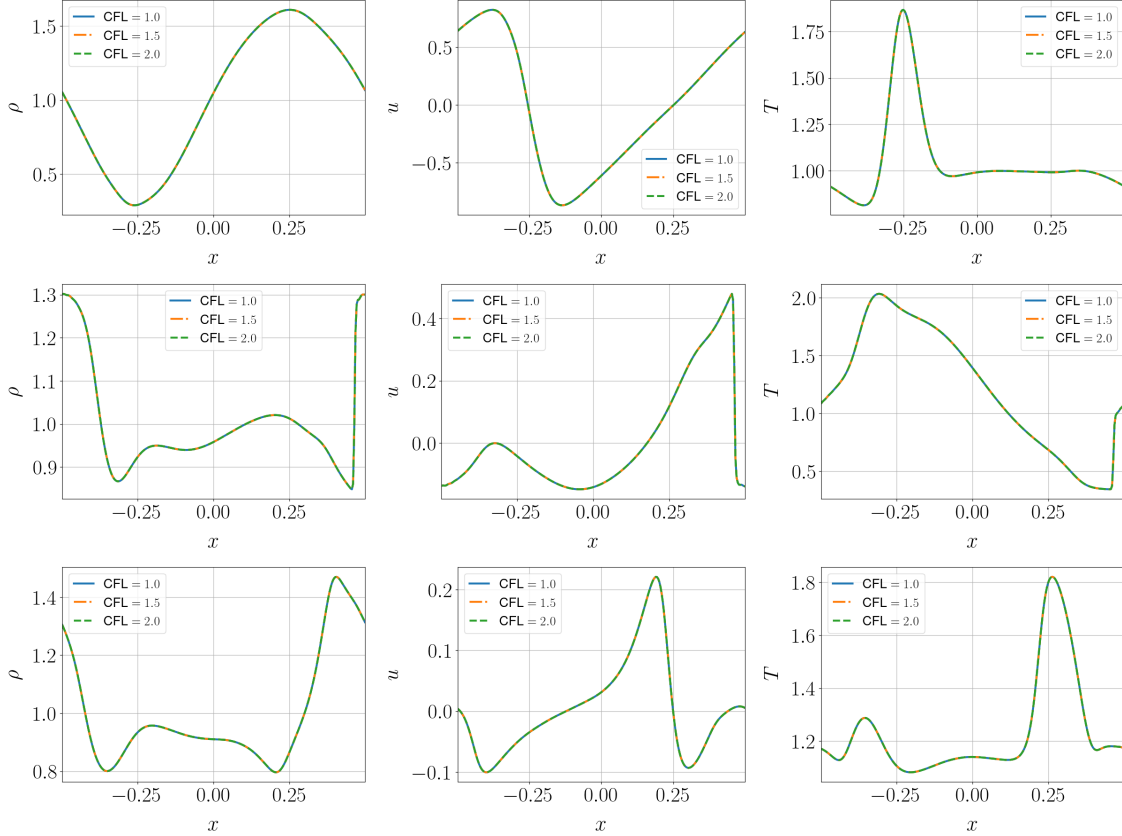 1.5
1.0
0.5
ρ
CFL = 1.0
CFL = 1.5
CFL = 2.0
−0.25
0.00
0.25
x
0.5
0.0
−0.5
u
CFL = 1.0
CFL = 1.5
CFL = 2.0
−0.25
0.00
0.25
x
1.75
1.50
1.25
1.00
T
CFL = 1.0
CFL = 1.5
CFL = 2.0
−0.25
0.00
0.25
x
1.3
1.2
1.1
1.0
0.9
ρ
CFL = 1.0
CFL = 1.5
CFL = 2.0
−0.25
0.00
0.25
x
0.4
0.2
0.0
u
CFL = 1.0
CFL = 1.5
CFL = 2.0
−0.25
0.00
0.25
x
2.0
1.5
1.0
0.5
T
CFL = 1.0
CFL = 1.5
CFL = 2.0
−0.25
0.00
0.25
x
1.4
1.2
1.0
0.8
ρ
CFL = 1.0
CFL = 1.5
CFL = 2.0
−0.25
0.00
0.25
x
0.2
0.1
0.0
−0.1
u
CFL = 1.0
CFL = 1.5
CFL = 2.0
−0.25
0.00
0.25
x
1.8
1.6
1.4
1.2
T
CFL = 1.0
CFL = 1.5
CFL = 2.0
−0.25
0.00
0.25
x